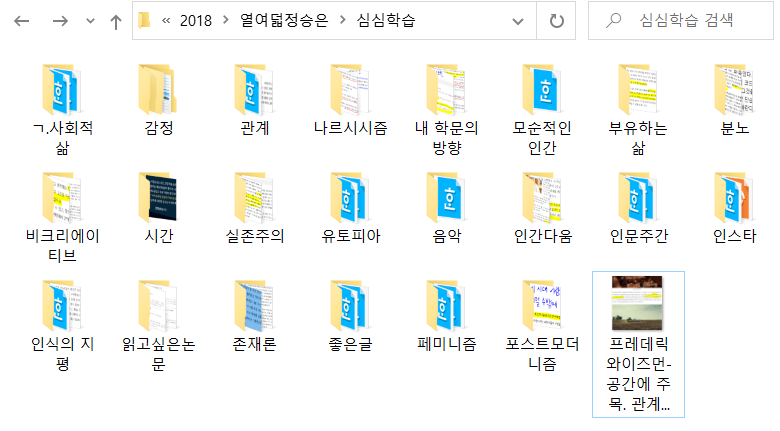 « 2018 > 열여덟정승은 > 심심학습
심심학습 검색
ㄱ.사회적 삶
감정
관계
나르시시즘
내 학문의 방향
모순적인 인간
부유하는 삶
분노
비크리에이티브
시간
실존주의
유토피아
음악
인간다움
인문주간
인스타
인식의 지평
읽고싶은논문
존재론
좋은글
페미니즘
포스트모더니즘
프레데릭 와이즈먼-공간에 주목. 관계...